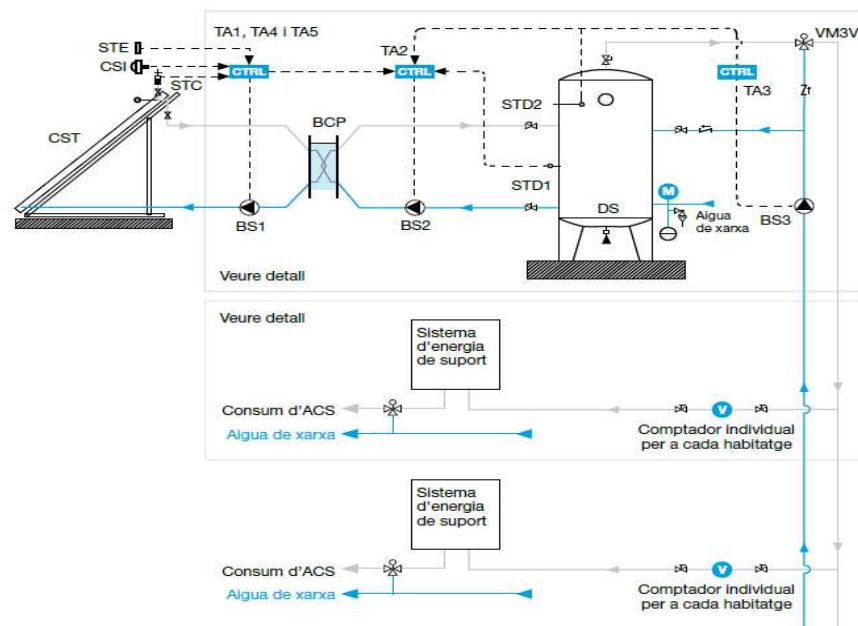 STE
CSI
STC
CST
TA1, TA4 i TA5
CTRL
TA2
CTRL
VM3V
CTRL
TA3
BCP
STD2
STD1
DS
M
Aigua
de xarxa
BS1
BS2
BS3
Veure detall
Veure detall
Sistema
d'energia
de suport
Consum d'ACS
Aigua de xarxa
V
Comptador individual
per a cada habitatge
Sistema
d'energia
de suport
Consum d'ACS
Aigua de xarxa
V
Comptador individual
per a cada habitatge